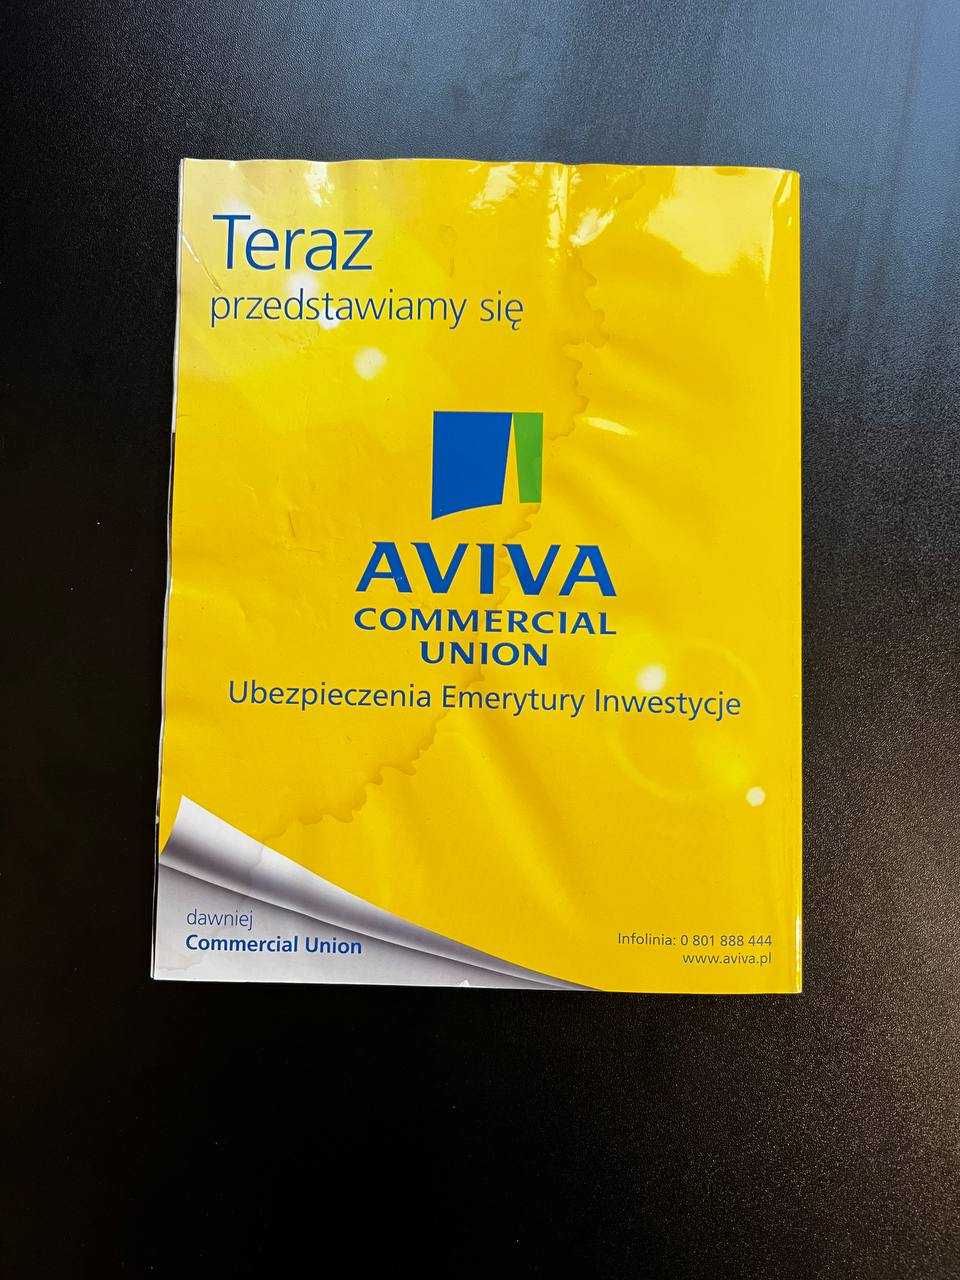 Teraz
przedstawiamy się
AVIVA
COMMERCIAL
UNION
Ubezpieczenia Emerytury Inwestycje
dawniej
Commercial Union
Infolinia: 0 801 888 444
www.aviva.pl